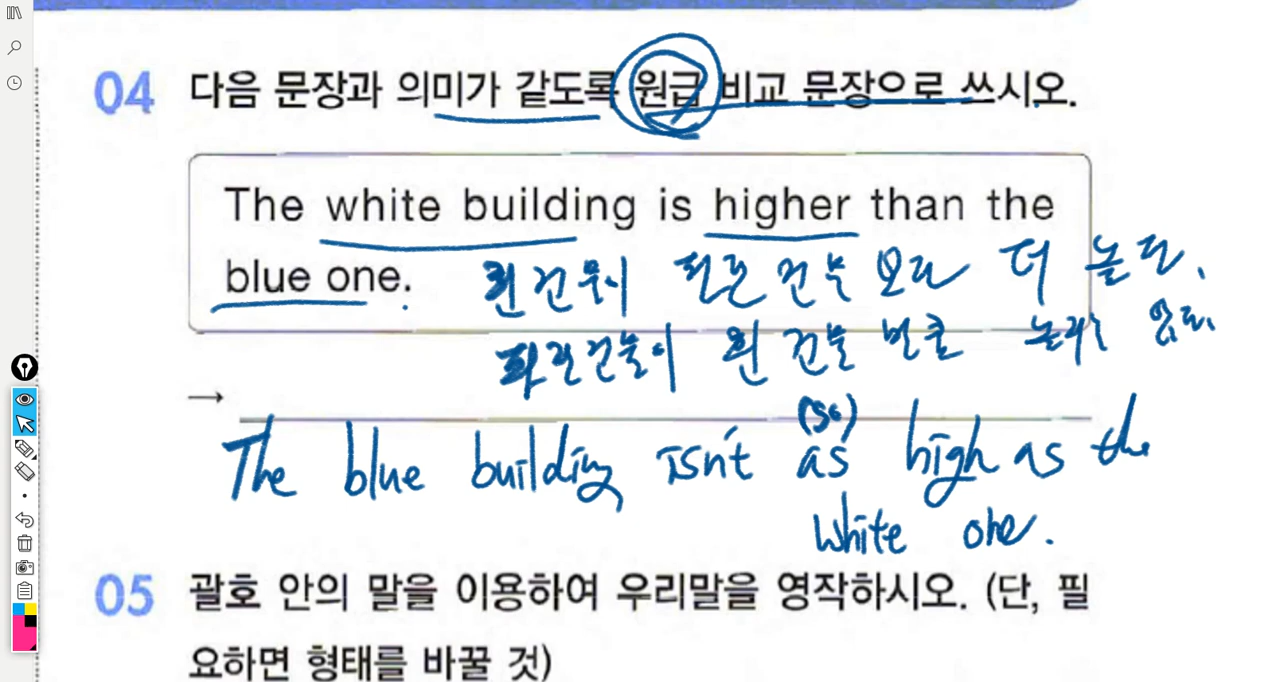 04 다음 문장과 의미가 같도록 원급 비교 문장으로 쓰시오.
The white building is higher than the
blue one.
흰 건물이 파란 건물 보다 더 높다.
파란건물이 흰 건물 만큼 높지는 않다.
→
(so)
The blue building isn't as high as the
white one.
05 괄호 안의 말을 이용하여 우리말을 영작하시오. (단, 필
요하면 형태를 바꿀 것)